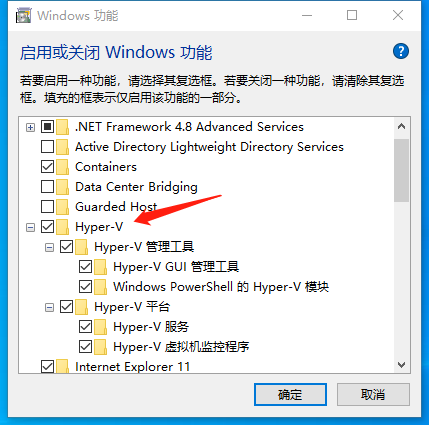 Windows 功能
启用或关闭 Windows 功能
若要启用一种功能，请选择其复选框。若要关闭一种功能，请清除其复选
框。填充的框表示仅启用该功能的一部分。
.NET Framework 4.8 Advanced Services
Active Directory Lightweight Directory Services
Containers
Data Center Bridging
Guarded Host
Hyper-V
Hyper-V 管理工具
Hyper-V GUI 管理工具
Windows PowerShell 的 Hyper-V 模块
Hyper-V 平台
Hyper-V 服务
Hyper-V 虚拟机监控程序
Internet Explorer 11
确定 取消